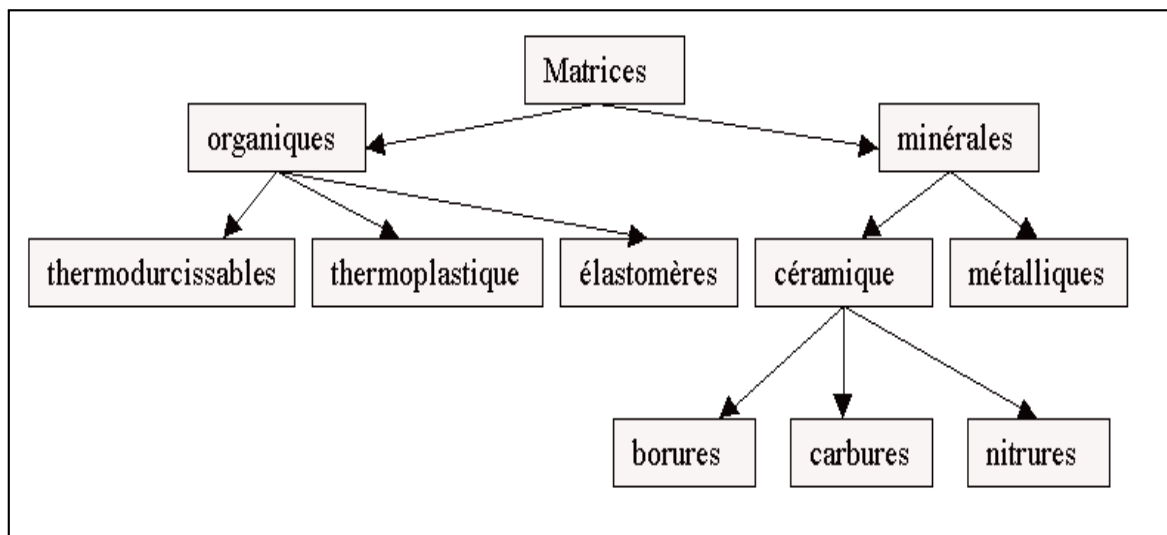 Matrices
organiques
minérales
thermodurcissables
thermoplastique
élastomères
céramique
métalliques
borures
carbures
nitrures